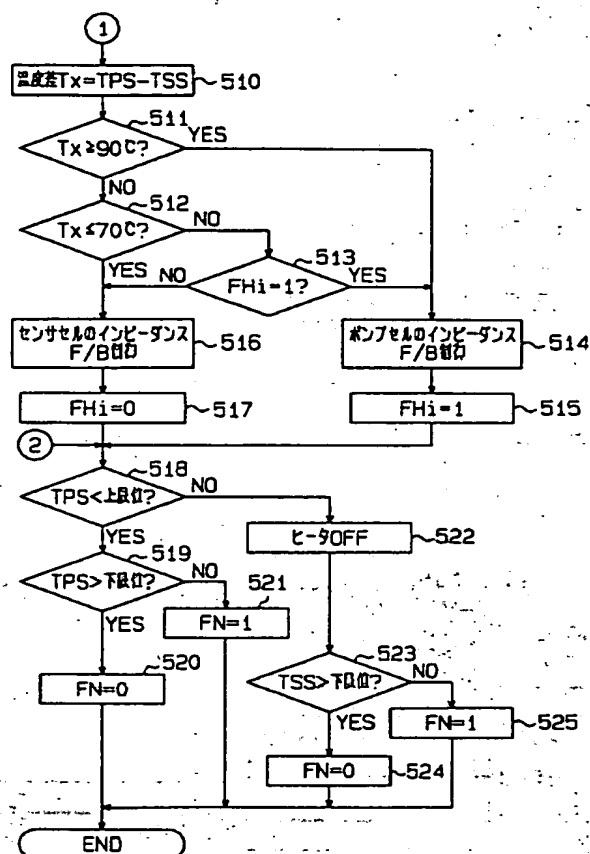 1
温度差Tx=TPS-TSS
510
511
Tx≥90℃?
YES
NO
512
Tx≤70℃?
NO
513
YES
NO
FHi=1?
YES
センサセルのインピーダンス
F/B制御
516
ポンプセルのインピーダンス
F/B制御
514
FHi=0
517
FHi=1
515
2
518
TPS<上限値?
NO
YES
ヒータOFF
522
519
TPS>下限値?
NO
521
YES
FN=1
520
FN=0
523
TSS>下限値?
NO
YES
FN=1
525
FN=0
524
END